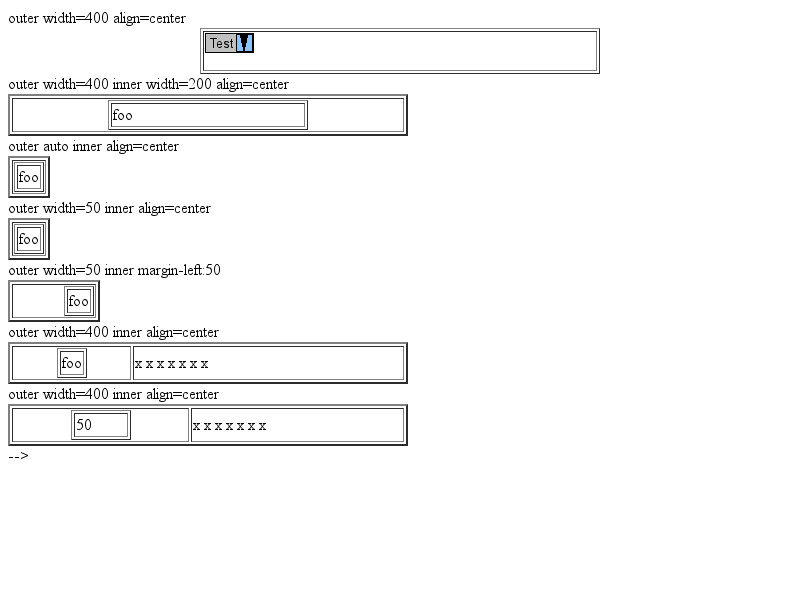 outer width=400 align=center
Test
outer width=400 inner width=200 align=center
foo
outer auto inner align=center
foo
outer width=50 inner align=center
foo
outer width=50 inner margin-left:50
foo
outer width=400 inner align=center
foo x x x x x x x
outer width=400 inner align=center
50 x x x x x x x
-->